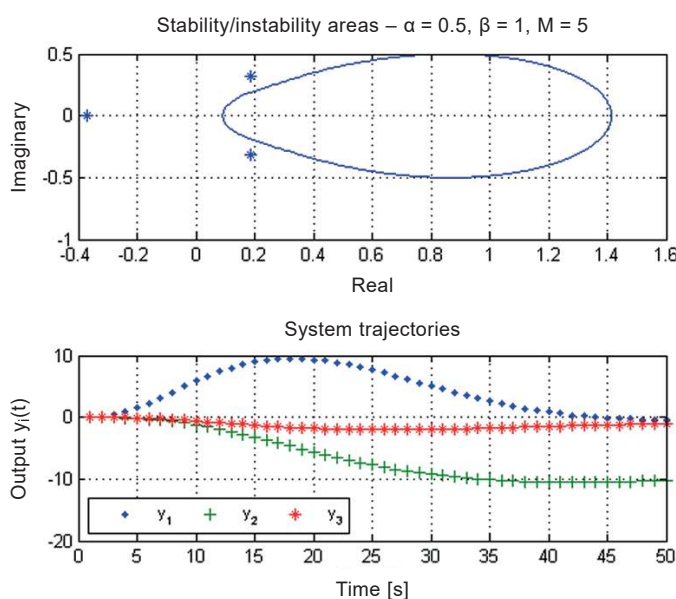 Stability/instability areas – α = 0.5, β = 1, M = 5
0.5
0
-0.5
-1
Imaginary
-0.4 -0.2 0 0.2 0.4 0.6 0.8 1 1.2 1.4 1.6
Real
System trajectories
10
0
-10
-20
Output yᵢ(t)
y₁ y₂ y₃
0 5 10 15 20 25 30 35 40 45 50
Time [s]